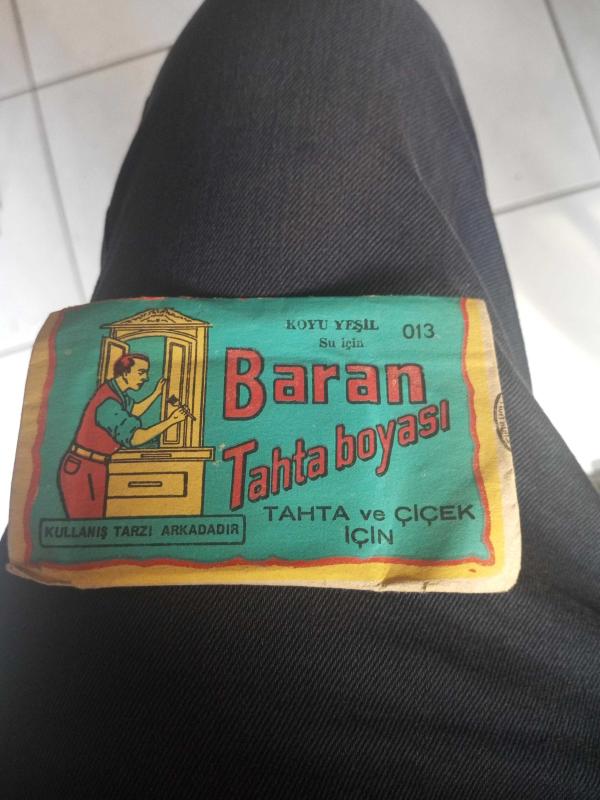 KOYU YEŞİL
Su için
013
Baran
Tahta boyası
TAHTA ve ÇİÇEK
İÇİN
KULLANIŞ TARZI ARKADADIR